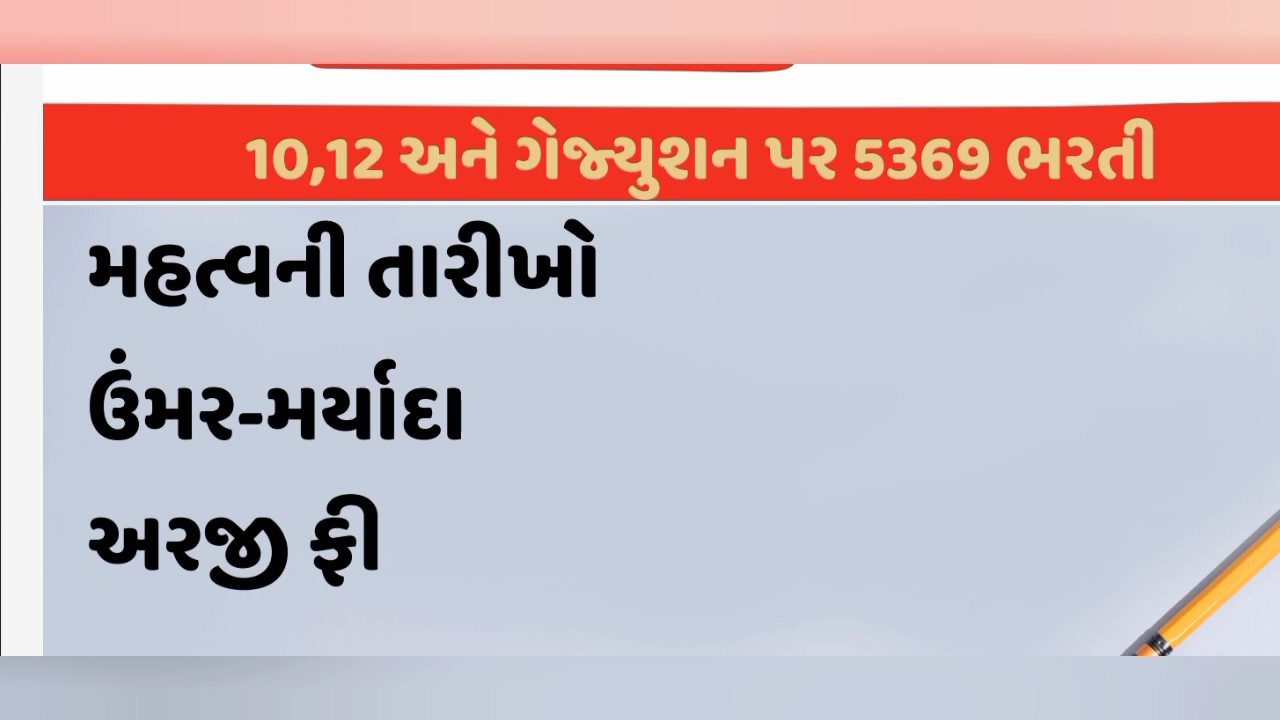 10,12 અને ગેજ્યુશન પર 5369 ભરતી
મહત્વની તારીખો
ઉંમર-મર્યાદા
અરજી ફી